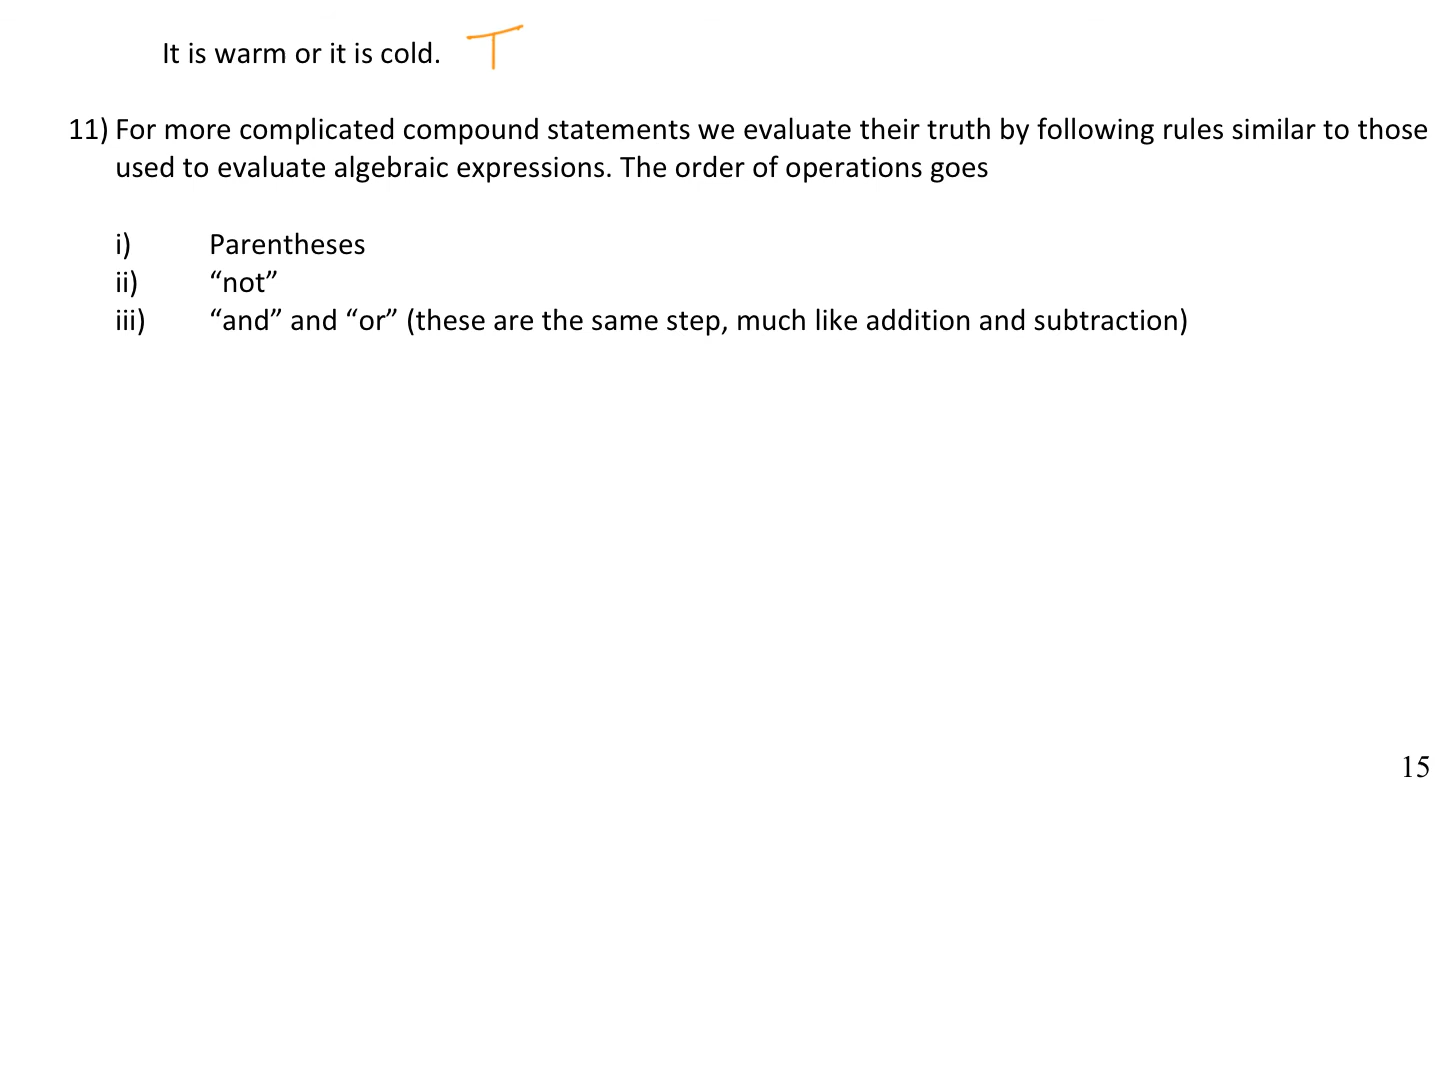 It is warm or it is cold. T
11) For more complicated compound statements we evaluate their truth by following rules similar to those
used to evaluate algebraic expressions. The order of operations goes
i) Parentheses
ii) “not”
iii) “and” and “or” (these are the same step, much like addition and subtraction)
15